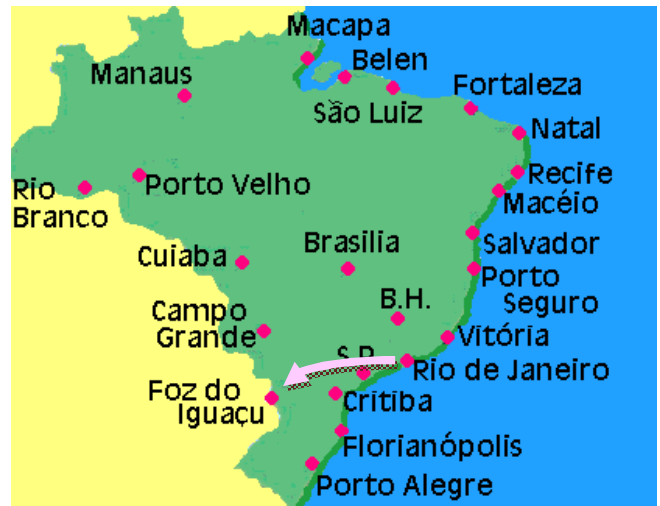 Macapa
Belen
Manaus
Fortaleza
São Luiz
Natal
Recife
Porto Velho
Rio
Branco
Macéio
Brasilia
Salvador
Cuiaba
Porto
Seguro
B.H.
Campo
Grande
Vitória
S.P.
Rio de Janeiro
Foz do
Iguaçu
Critiba
Florianópolis
Porto Alegre